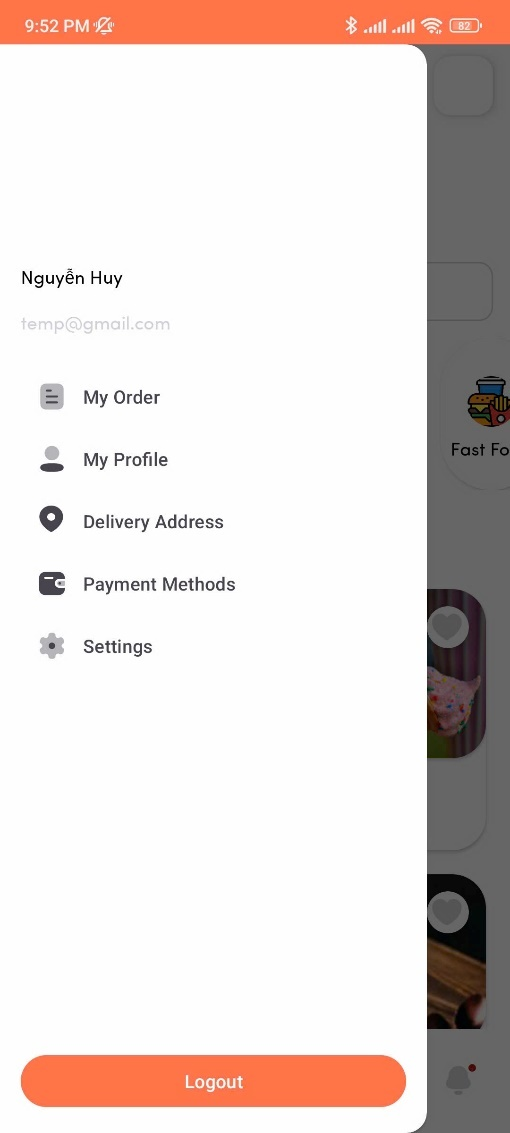 9:52 PM
82
Nguyễn Huy
temp@gmail.com
My Order
My Profile
Delivery Address
Payment Methods
Settings
Fast Fo
Logout